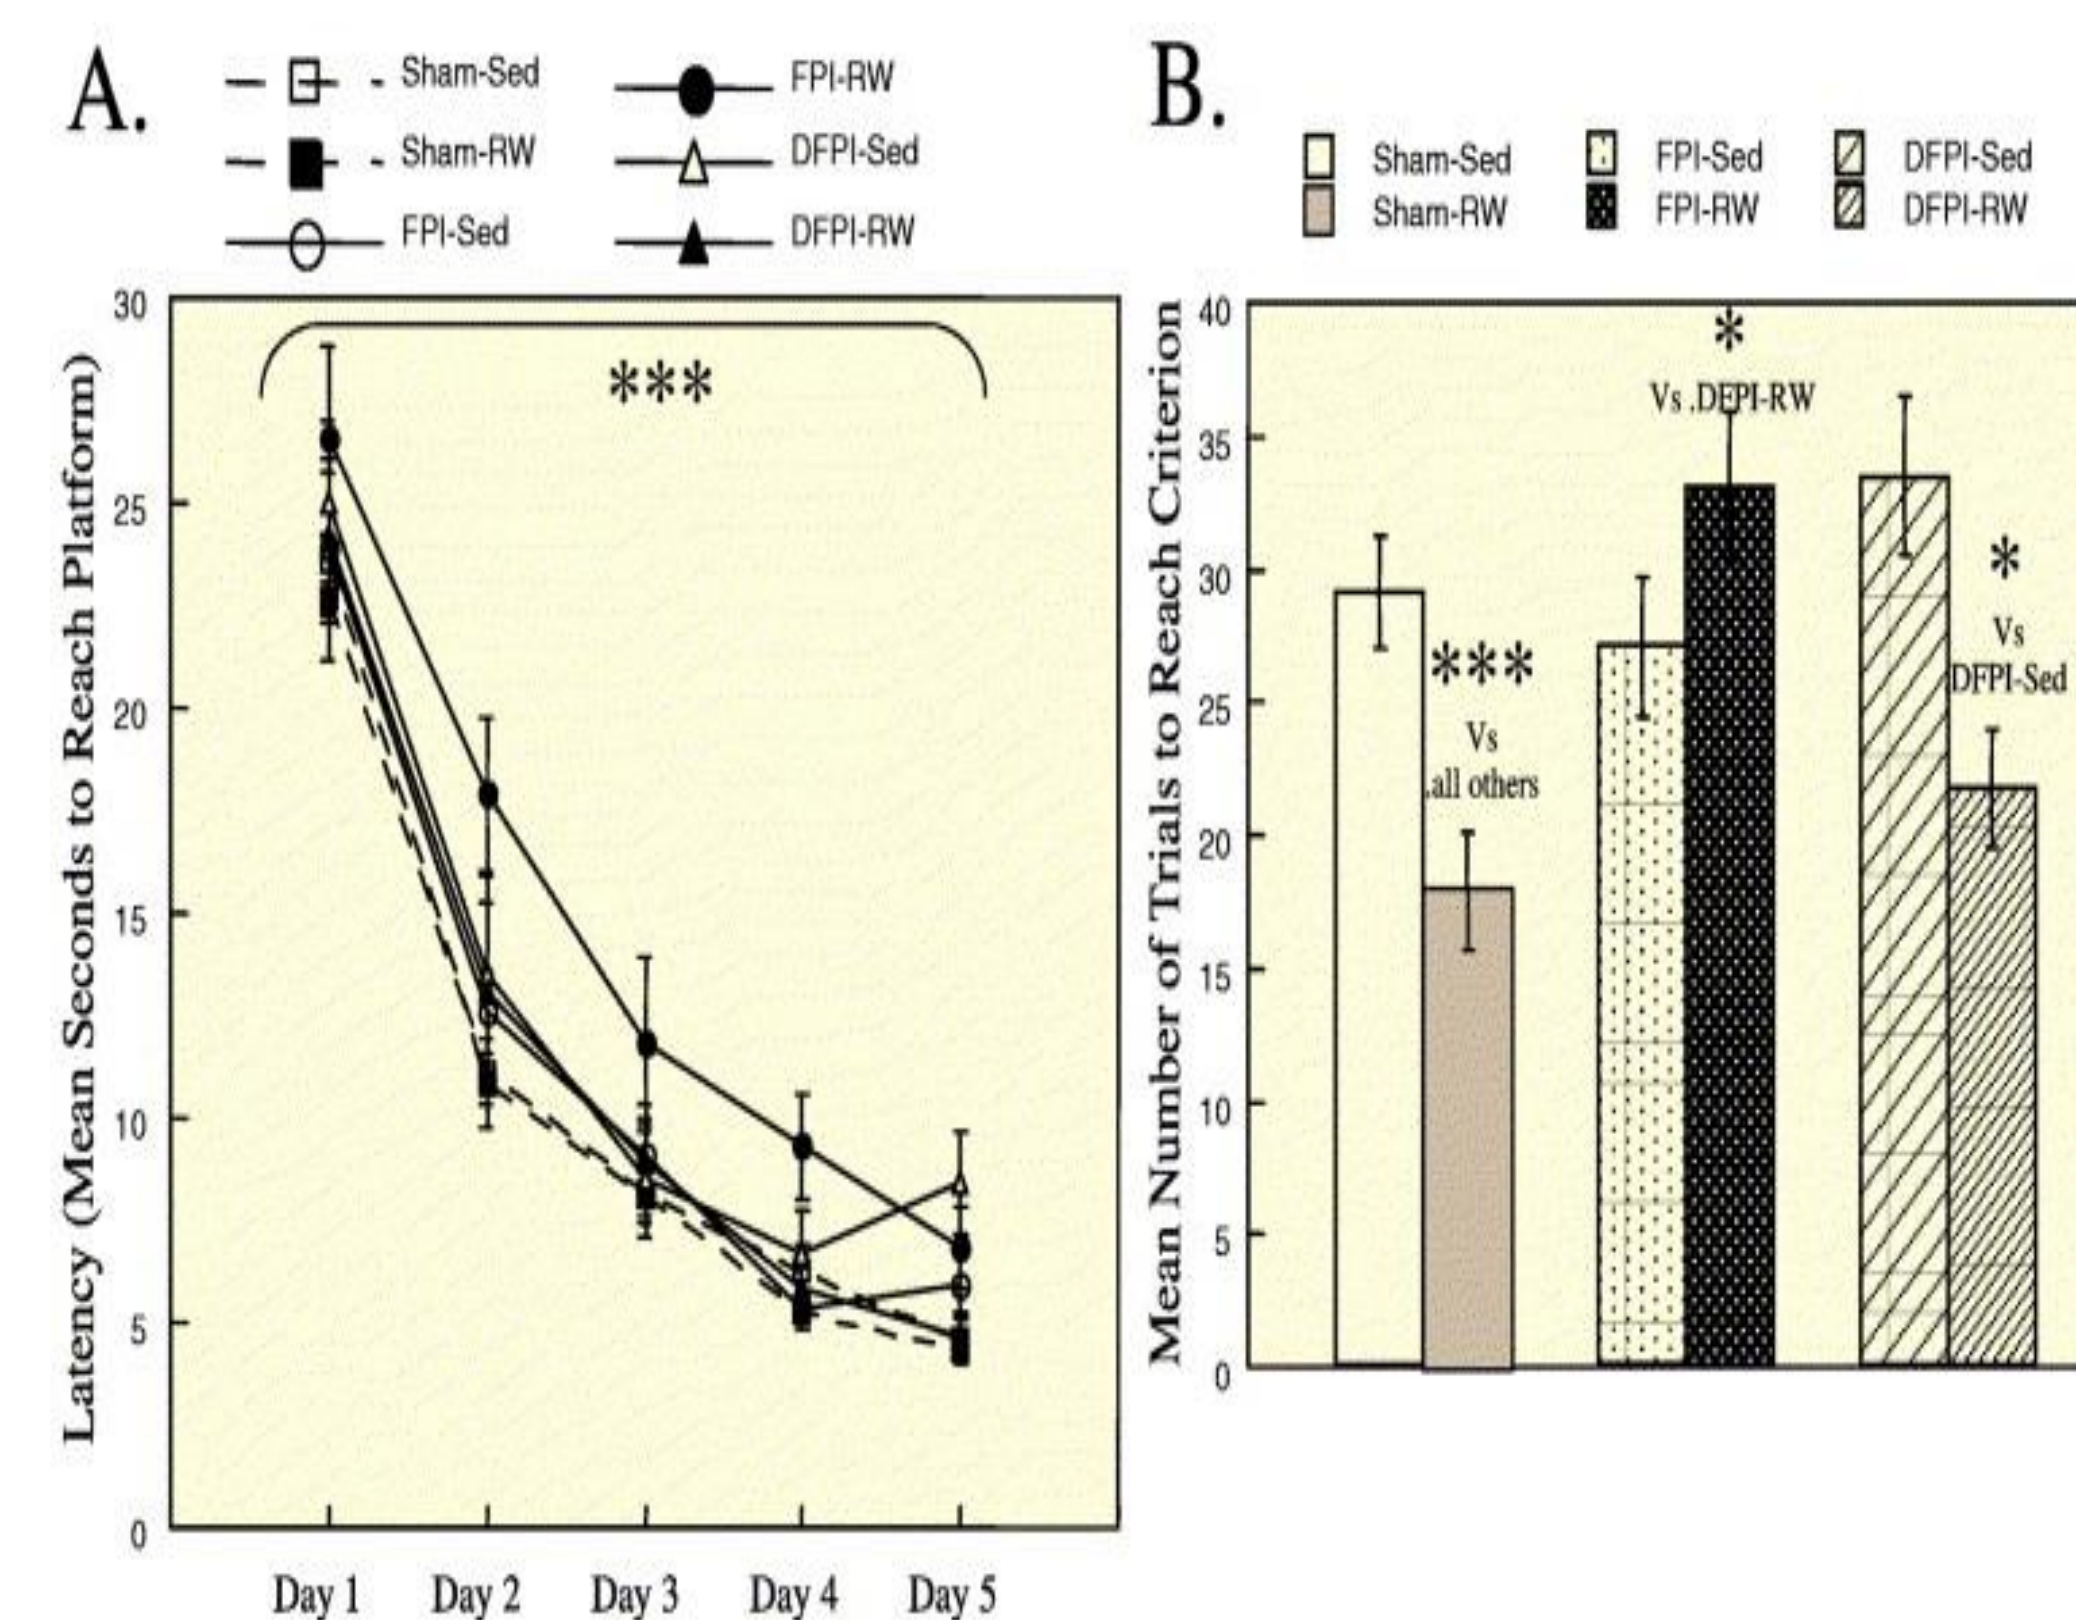 A.
Sham-Sed
Sham-RW
FPI-Sed
FPI-RW
DFPI-Sed
DFPI-RW
Latency (Mean Seconds to Reach Platform)
30
25
20
15
10
5
0
***
Day 1 Day 2 Day 3 Day 4 Day 5
B.
Sham-Sed
Sham-RW
FPI-Sed
FPI-RW
DFPI-Sed
DFPI-RW
Mean Number of Trials to Reach Criterion
40
35
30
25
20
15
10
5
0
***
Vs
.all others
*
Vs .DFPI-RW
*
Vs
DFPI-Sed